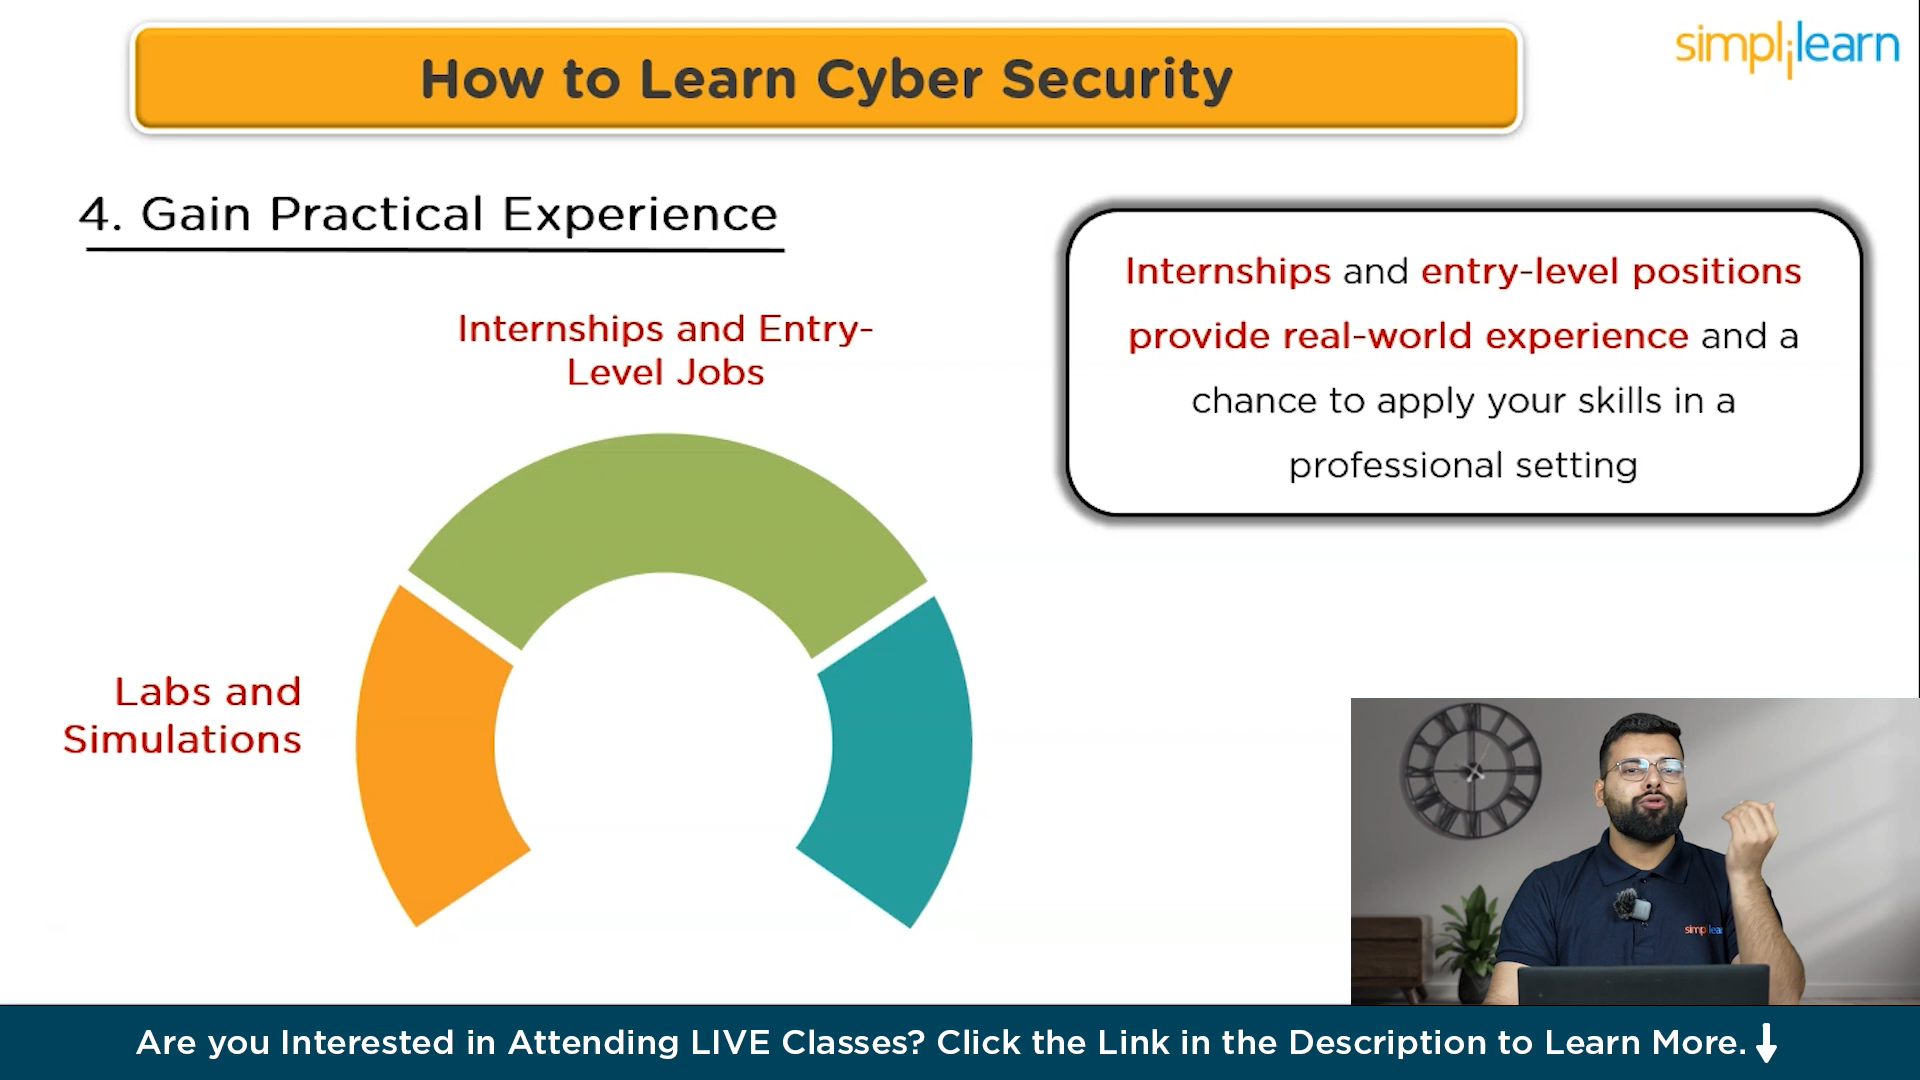 How to Learn Cyber Security
simplilearn
4. Gain Practical Experience
Internships and entry-level positions
provide real-world experience and a
chance to apply your skills in a
professional setting
Internships and Entry-
Level Jobs
Labs and
Simulations
simplilea
Are you Interested in Attending LIVE Classes? Click the Link in the Description to Learn More.